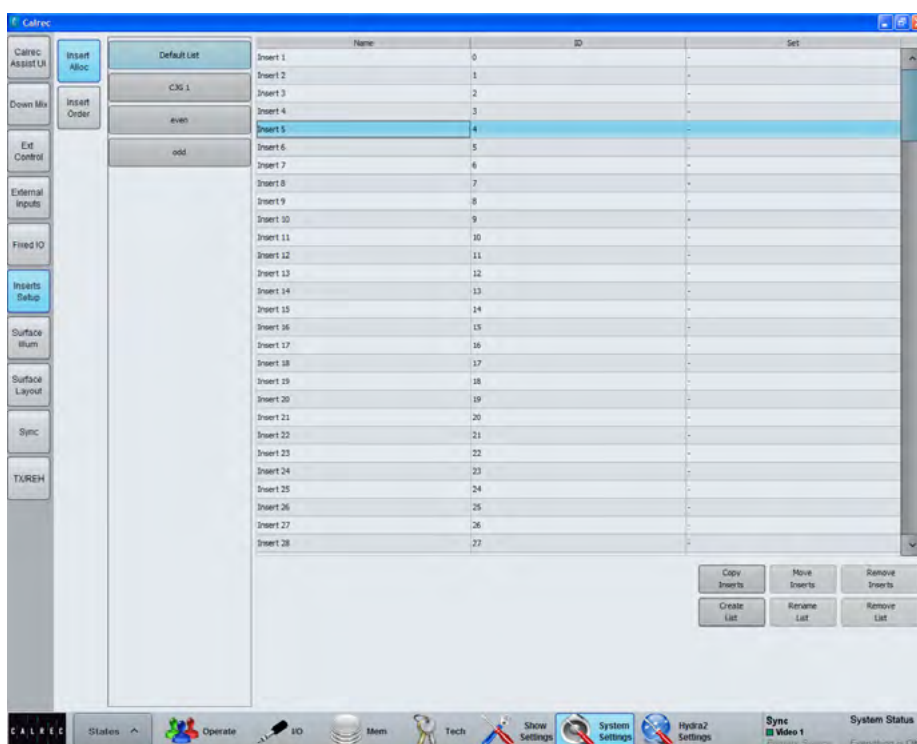 Calrec
Calrec Assist UI
Down Mix
Ext Control
External Inputs
Fixed IO
Inserts Setup
Surface Illum
Surface Layout
Sync
TX/REH
Insert Alloc
Insert Order
Default List
CJG 1
even
odd
Name ID Set
Insert 1 0 -
Insert 2 1 -
Insert 3 2 -
Insert 4 3 -
Insert 5 4 -
Insert 6 5 -
Insert 7 6 -
Insert 8 7 -
Insert 9 8 -
Insert 10 9 -
Insert 11 10 -
Insert 12 11 -
Insert 13 12 -
Insert 14 13 -
Insert 15 14 -
Insert 16 15 -
Insert 17 16 -
Insert 18 17 -
Insert 19 18 -
Insert 20 19 -
Insert 21 20 -
Insert 22 21 -
Insert 23 22 -
Insert 24 23 -
Insert 25 24 -
Insert 26 25 -
Insert 27 26 -
Insert 28 27 -
Copy Inserts
Move Inserts
Remove Inserts
Create List
Rename List
Remove List
CALREC
States
Operate
I/O
Mem
Tech
Show Settings
System Settings
Hydra2 Settings
Sync
Video 1
System Status